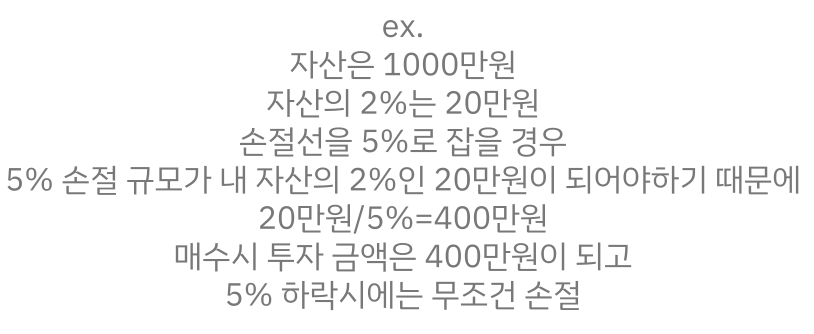 ex.
자산은 1000만원
자산의 2%는 20만원
손절선을 5%로 잡을 경우
5% 손절 규모가 내 자산의 2%인 20만원이 되어야하기 때문에
20만원/5%=400만원
매수시 투자 금액은 400만원이 되고
5% 하락시에는 무조건 손절